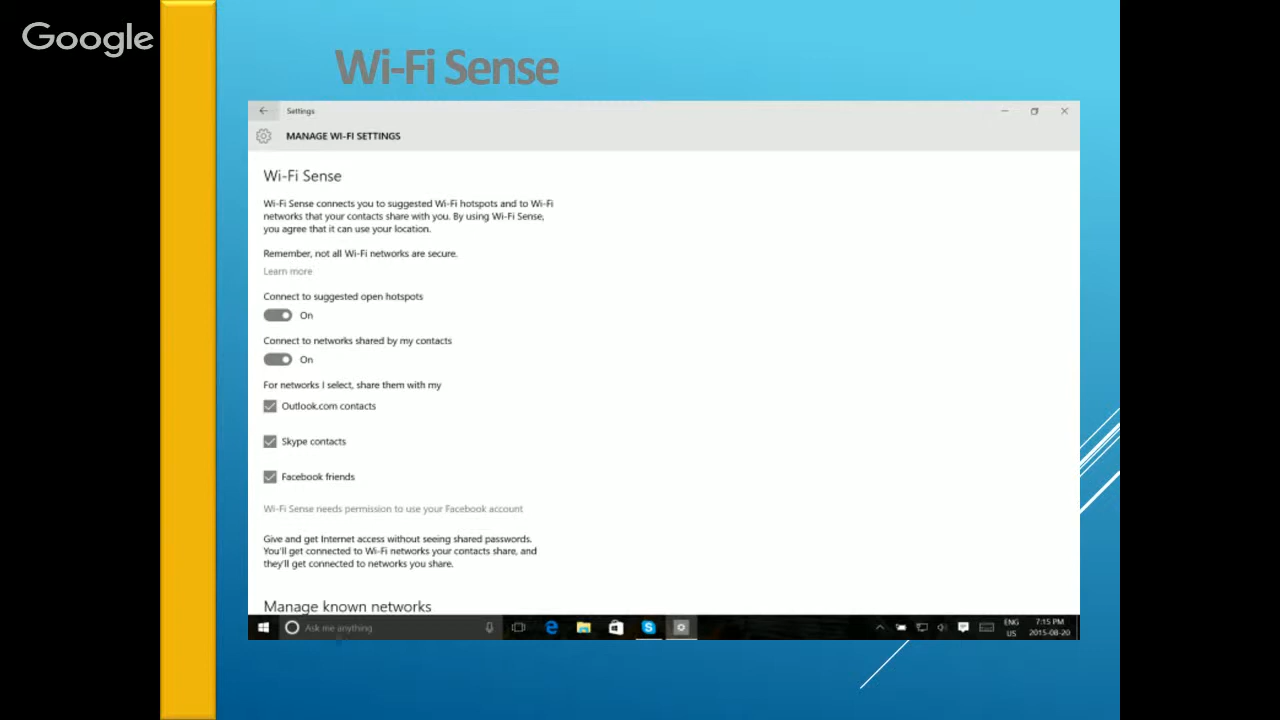 Google
Wi-Fi Sense
Settings
MANAGE WI-FI SETTINGS
Wi-Fi Sense
Wi-Fi Sense connects you to suggested Wi-Fi hotspots and to Wi-Fi
networks that your contacts share with you. By using Wi-Fi Sense,
you agree that it can use your location.
Remember, not all Wi-Fi networks are secure.
Learn more
Connect to suggested open hotspots
On
Connect to networks shared by my contacts
On
For networks I select, share them with my
Outlook.com contacts
Skype contacts
Facebook friends
Wi-Fi Sense needs permission to use your Facebook account
Give and get Internet access without seeing shared passwords.
You'll get connected to Wi-Fi networks your contacts share, and
they'll get connected to networks you share.
Manage known networks
Ask me anything
ENG
US
7:15 PM
2015-08-20